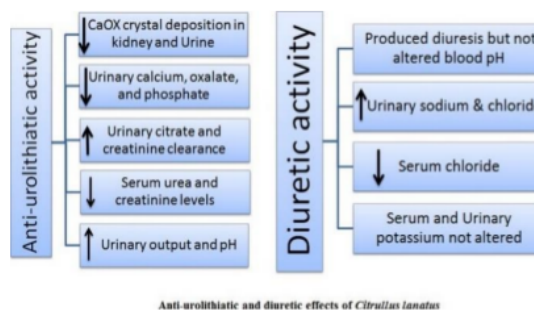 Anti-urolithiatic activity
CaOX crystal deposition in
kidney and Urine
Urinary calcium, oxalate,
and phosphate
Urinary citrate and
creatinine clearance
Serum urea and
creatinine levels
Urinary output and pH
Diuretic activity
Produced diuresis but not
altered blood pH
Urinary sodium & chlorid
Serum chloride
Serum and Urinary
potassium not altered
Anti-urolithiatic and diuretic effects of Citrullus lanatus